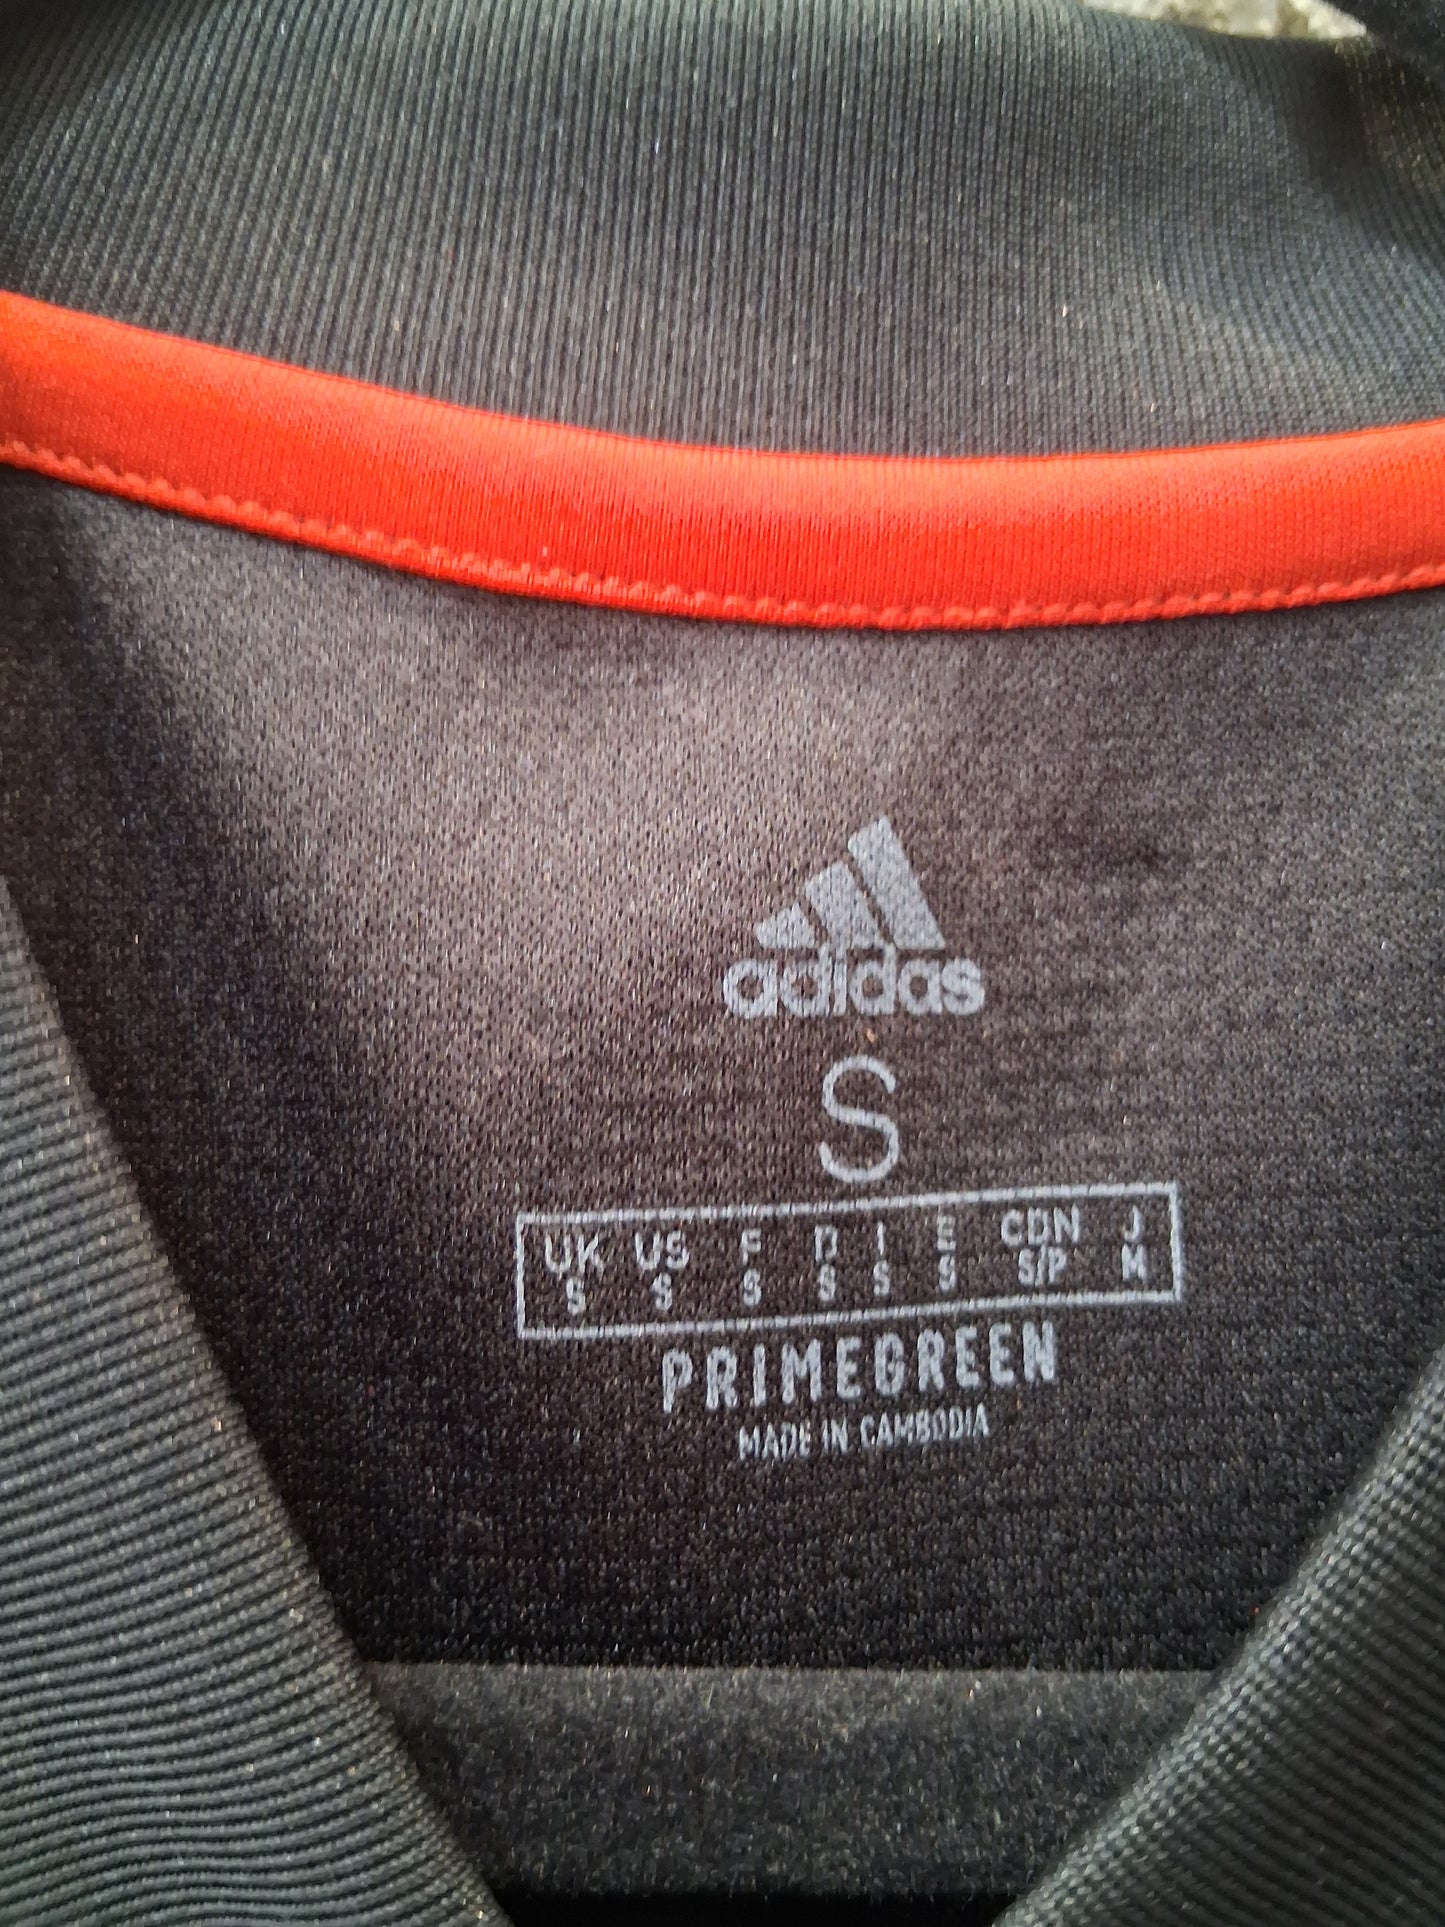 adidas
S
UK US F D I E CDN J
S S S S S S S/P M
PRIMEGREEN
MADE IN CAMBODIA